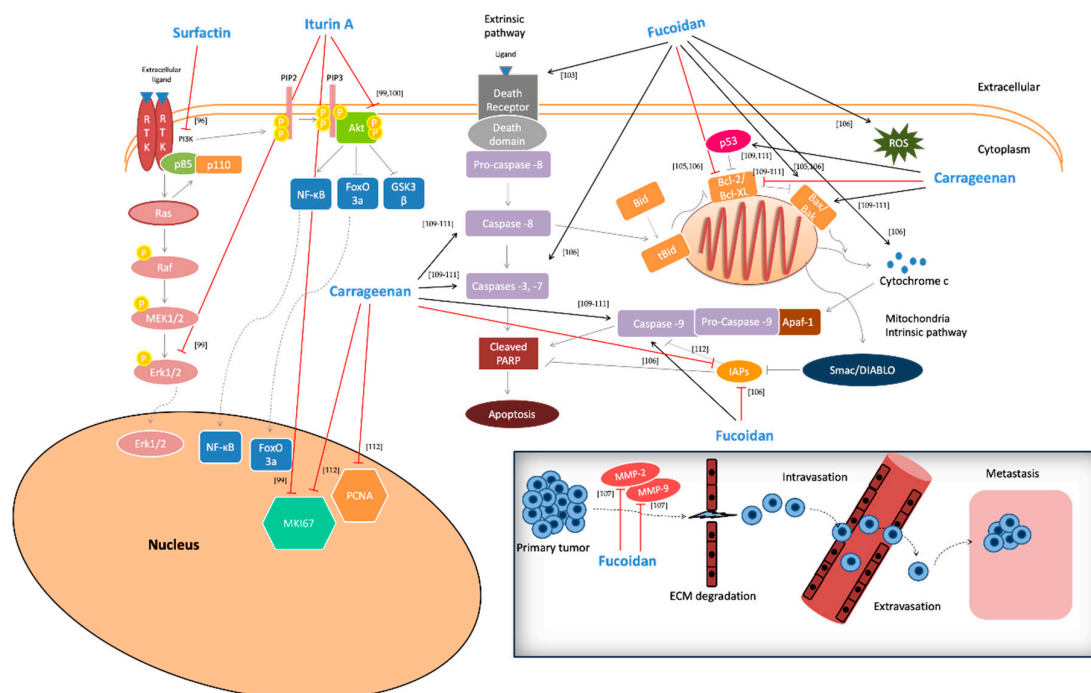 Surfactin
Iturin A
Extrinsic
pathway
Fucoidan
Extracellular
ligand
PIP2
PIP3
Ligand
[103]
[99,100]
Extracellular
R
T
K
R
T
K
[96]
PI3K
P
P
P
P
P
Akt
P
P
Death
Receptor
Death
domain
[106]
ROS
Cytoplasm
p85
p110
p53
[109,111]
Pro-caspase -8
[105,106]
[105,106]
Bcl-2/
Bcl-XL
[109-111]
Carrageenan
NF-κB
FoxO
3a
GSK3
β
Bax/
Bak
[109-111]
Ras
Bid
[109-111]
Caspase -8
[106]
P
Raf
[106]
tBid
[109-111]
Caspases -3, -7
Cytochrome c
Carrageenan
P
MEK1/2
[109-111]
Caspase -9
Pro-Caspase -9
Apaf-1
Mitochondria
Intrinsic pathway
[99]
Cleaved
PARP
[112]
[106]
P
Erk1/2
IAPs
Smac/DIABLO
[106]
Apoptosis
Fucoidan
Erk1/2
NF-κB
FoxO
3a
[112]
[112]
[99]
PCNA
MKI67
Nucleus
MMP-2
MMP-9
[107]
[107]
Intravasation
Metastasis
Primary tumor
Fucoidan
ECM degradation
Extravasation